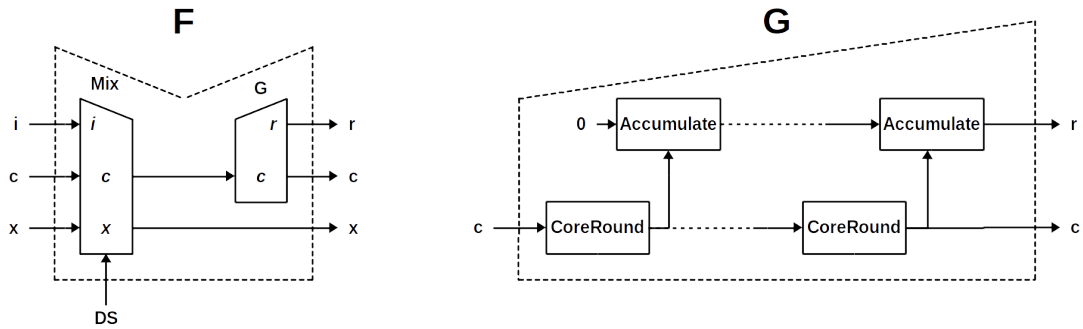 F
Mix
G
i i r r
c c c c
x x x
DS
G
0 Accumulate Accumulate r
c CoreRound CoreRound c